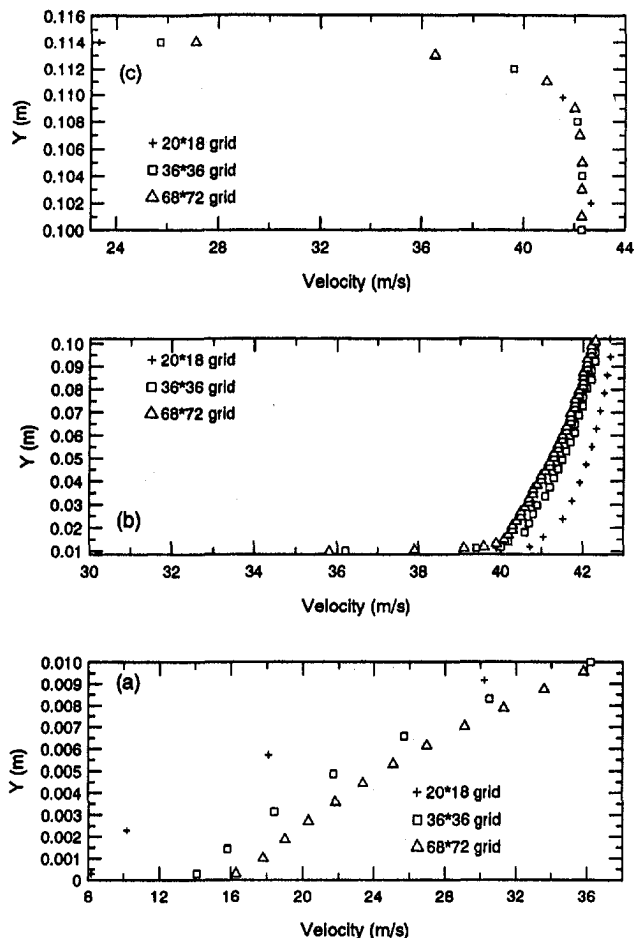 0.114
0.112
0.110
0.108
0.106
0.104
0.102
0.100
Y (m)
(c)
+ 20*18 grid
□ 36*36 grid
△ 68*72 grid
24 28 32 36 40 44
Velocity (m/s)
0.10
0.09
0.08
0.07
0.06
0.05
0.04
0.03
0.02
0.01
Y (m)
(b)
+ 20*18 grid
□ 36*36 grid
△ 68*72 grid
30 32 34 36 38 40 42
Velocity (m/s)
0.010
0.009
0.008
0.007
0.006
0.005
0.004
0.003
0.002
0.001
0
Y (m)
(a)
+ 20*18 grid
□ 36*36 grid
△ 68*72 grid
8 12 16 20 24 28 32 36
Velocity (m/s)